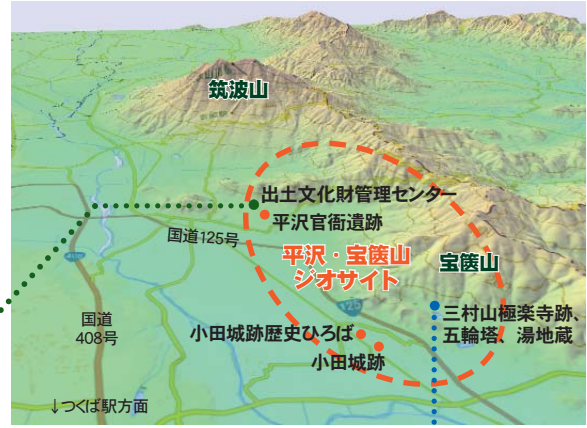 筑波山
出土文化財管理センター
平沢官衙遺跡
国道125号
平沢・宝篋山
ジオサイト
宝篋山
125
三村山極楽寺跡、
五輪塔、湯地蔵
国道
408号
小田城跡歴史ひろば
小田城跡
↓つくば駅方面